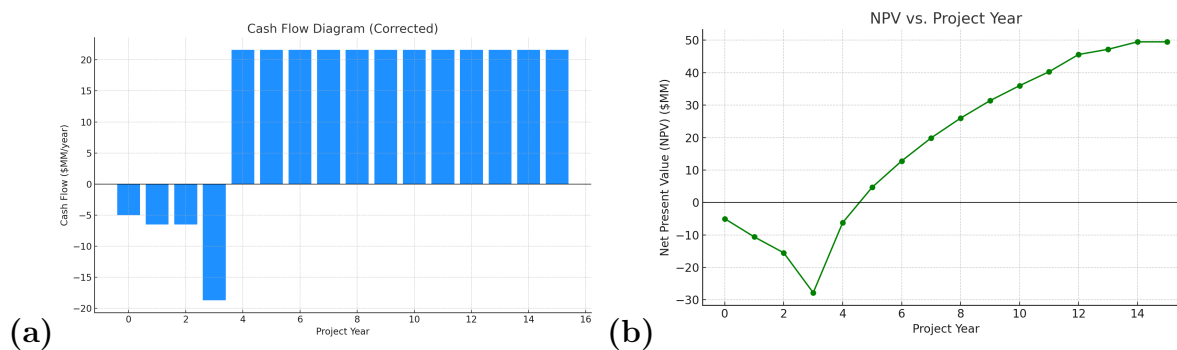 Cash Flow Diagram (Corrected)
Cash Flow ($MM/year)
20
15
10
5
0
−5
−10
−15
−20
0 2 4 6 8 10 12 14 16
Project Year
(a)
NPV vs. Project Year
Net Present Value (NPV) ($MM)
50
40
30
20
10
0
−10
−20
−30
0 2 4 6 8 10 12 14
Project Year
(b)